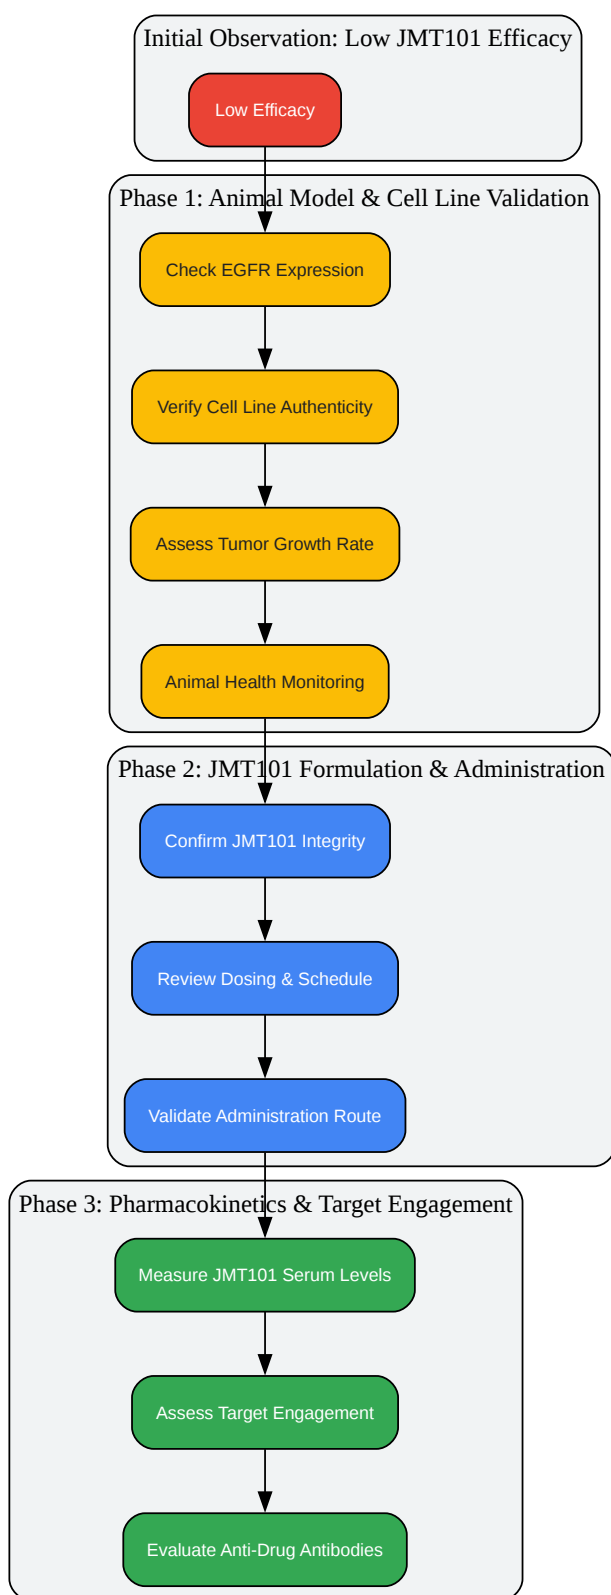 Initial Observation: Low JMT101 Efficacy
Low Efficacy
Phase 1: Animal Model & Cell Line Validation
Check EGFR Expression
Verify Cell Line Authenticity
Assess Tumor Growth Rate
Animal Health Monitoring
Phase 2: JMT101 Formulation & Administration
Confirm JMT101 Integrity
Review Dosing & Schedule
Validate Administration Route
Phase 3: Pharmacokinetics & Target Engagement
Measure JMT101 Serum Levels
Assess Target Engagement
Evaluate Anti-Drug Antibodies